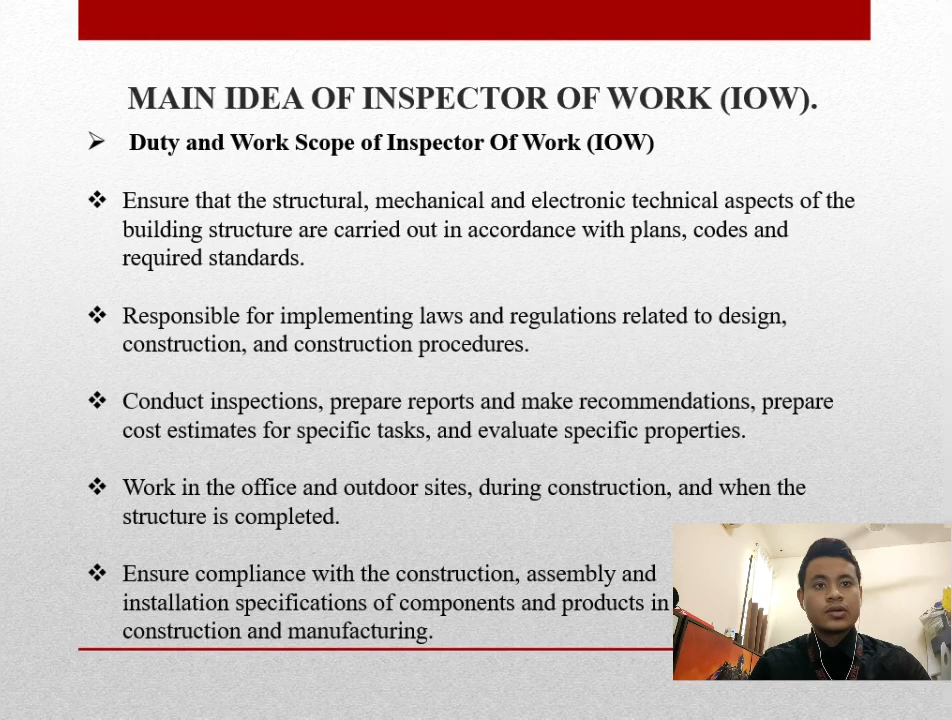 MAIN IDEA OF INSPECTOR OF WORK (IOW).
Duty and Work Scope of Inspector Of Work (IOW)
Ensure that the structural, mechanical and electronic technical aspects of the
building structure are carried out in accordance with plans, codes and
required standards.
Responsible for implementing laws and regulations related to design,
construction, and construction procedures.
Conduct inspections, prepare reports and make recommendations, prepare
cost estimates for specific tasks, and evaluate specific properties.
Work in the office and outdoor sites, during construction, and when the
structure is completed.
Ensure compliance with the construction, assembly and
installation specifications of components and products in
construction and manufacturing.